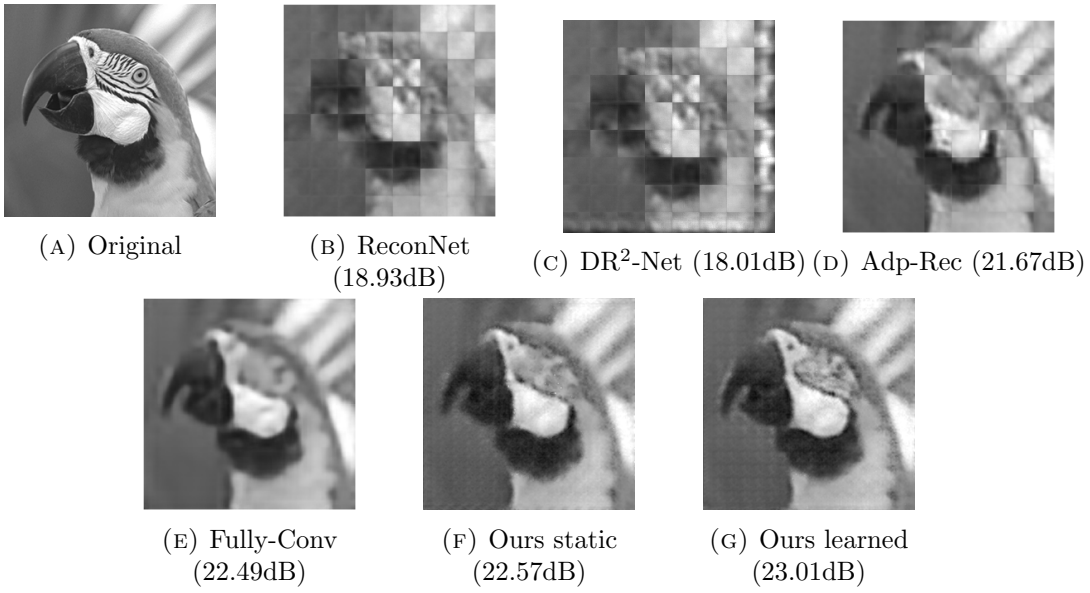 (A) Original
(B) ReconNet
(18.93dB)
(C) DR²-Net (18.01dB)
(D) Adp-Rec (21.67dB)
(E) Fully-Conv
(22.49dB)
(F) Ours static
(22.57dB)
(G) Ours learned
(23.01dB)